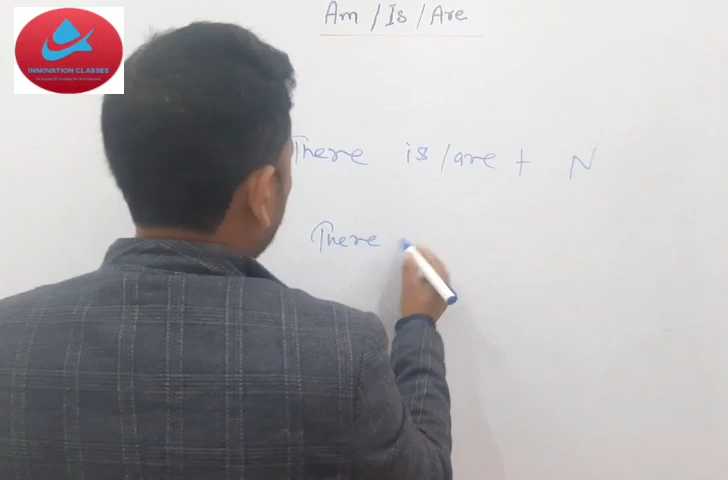 Am / Is / Are
INNOVATION CLASSES
There is / are + N
There